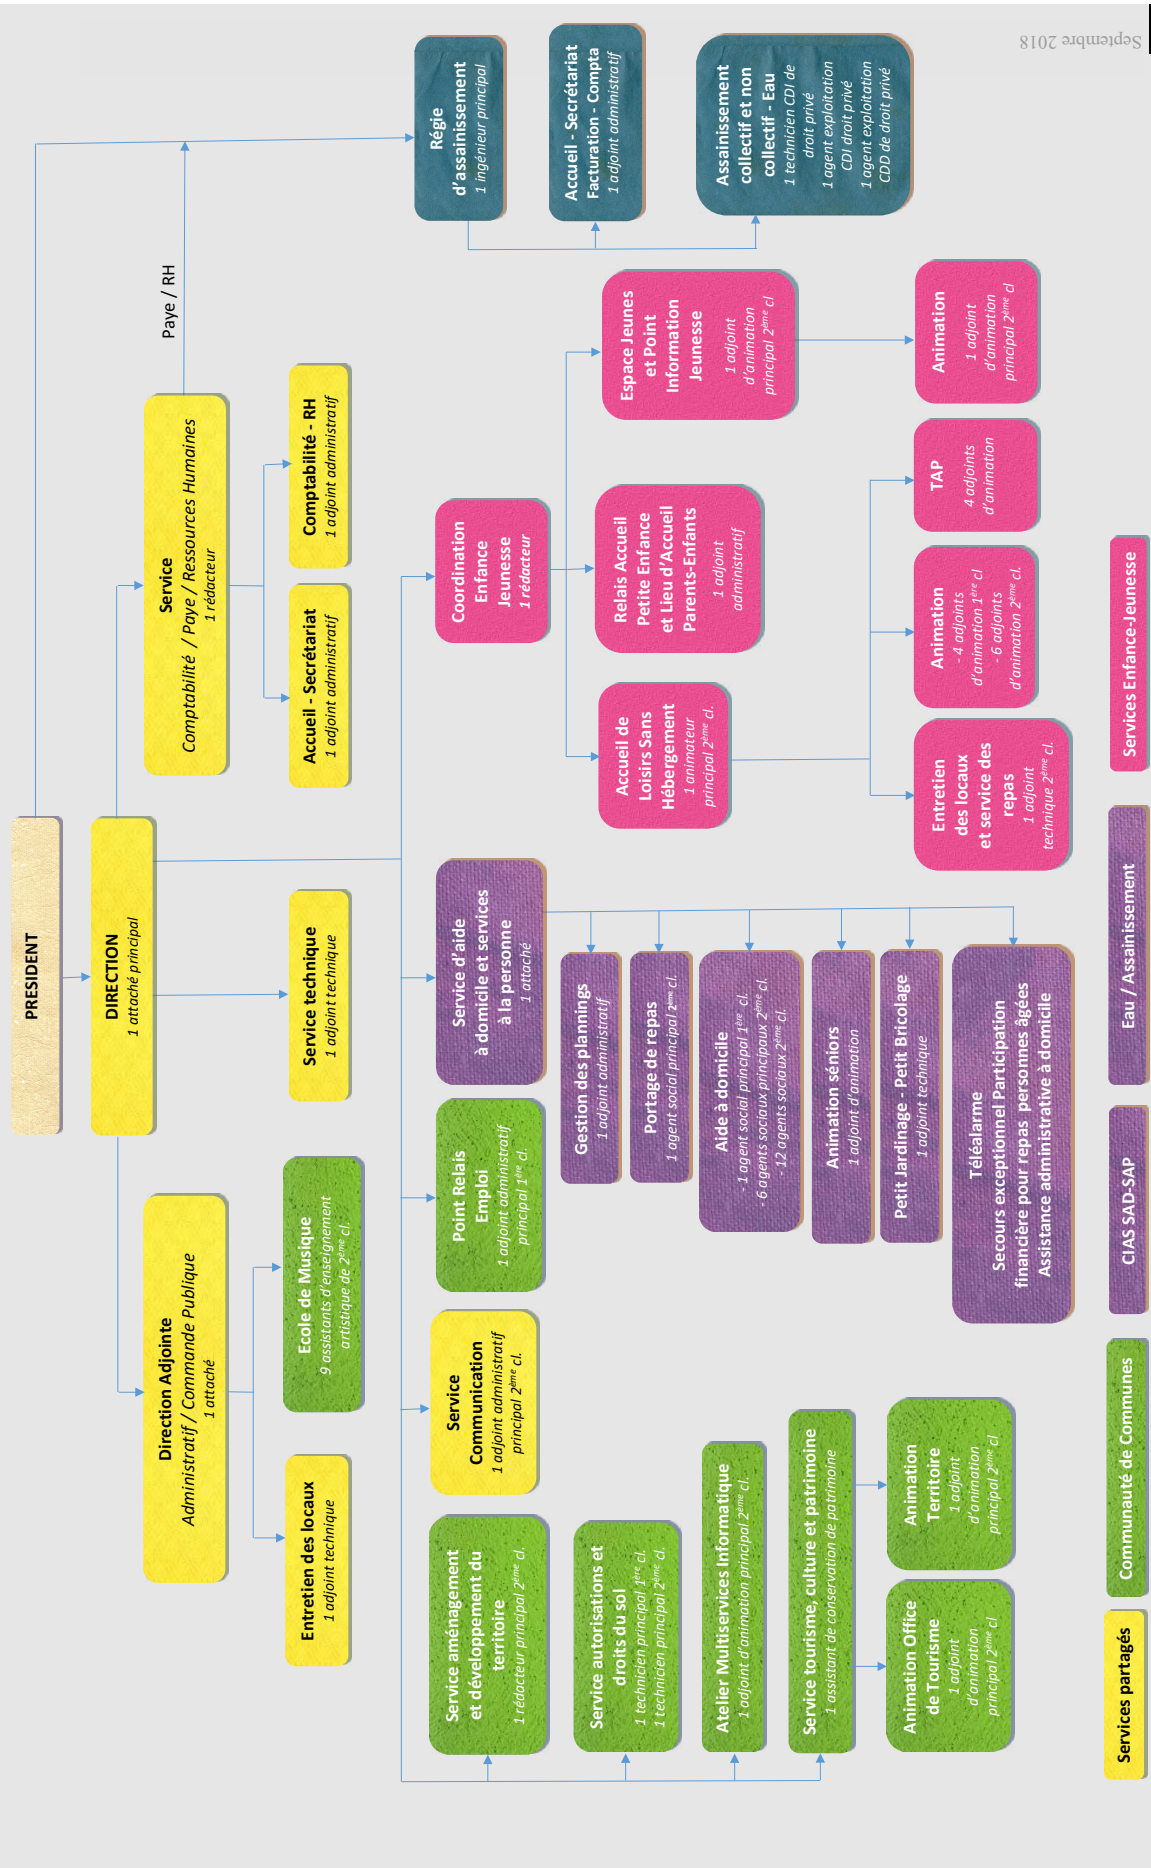 Septembre 2018
PRESIDENT
DIRECTION
1 attaché principal
Direction Adjointe
Administratif / Commande Publique
1 attaché
Service
Comptabilité / Paye / Ressources Humaines
1 rédacteur
Paye / RH
Entretien des locaux
1 adjoint technique
Ecole de Musique
9 assistants d'enseignement
artistique de 2ème cl.
Service technique
1 adjoint technique
Accueil - Secrétariat
1 adjoint administratif
Comptabilité - RH
1 adjoint administratif
Régie
d'assainissement
1 ingénieur principal
Accueil - Secrétariat
Facturation - Compta
1 adjoint administratif
Assainissement
collectif et non
collectif - Eau
1 technicien CDI de
droit privé
1 agent exploitation
CDI droit privé
1 agent exploitation
CDD de droit privé
Service aménagement
et développement du
territoire
1 rédacteur principal 2ème cl.
Service autorisations et
droits du sol
1 technicien principal 1ère cl.
1 technicien principal 2ème cl.
Atelier Multiservices Informatique
1 adjoint d'animation principal 2ème cl.
Service tourisme, culture et patrimoine
1 assistant de conservation de patrimoine
Animation Office
de Tourisme
1 adjoint
d'animation
principal 2ème cl
Animation
Territoire
1 adjoint
d'animation
principal 2ème cl
Service
Communication
1 adjoint administratif
principal 2ème cl.
Point Relais
Emploi
1 adjoint administratif
principal 1ère cl.
Service d'aide
à domicile et services
à la personne
1 attaché
Gestion des plannings
1 adjoint administratif
Portage de repas
1 agent social principal 2ème cl.
Aide à domicile
- 1 agent social principal 1ère cl.
- 6 agents sociaux principaux 2ème cl.
- 12 agents sociaux 2ème cl.
Animation séniors
1 adjoint d'animation
Petit Jardinage - Petit Bricolage
1 adjoint technique
Téléalarme
Secours exceptionnel Participation
financière pour repas personnes âgées
Assistance administrative à domicile
Coordination
Enfance
Jeunesse
1 rédacteur
Accueil de
Loisirs Sans
Hébergement
1 animateur
principal 2ème cl.
Relais Accueil
Petite Enfance
et Lieu d'Accueil
Parents-Enfants
1 adjoint
administratif
Espace Jeunes
et Point
Information
Jeunesse
1 adjoint
d'animation
principal 2ème cl
Entretien
des locaux
et service des
repas
1 adjoint
technique 2ème cl.
Animation
- 4 adjoints
d'animation 1ère cl
- 6 adjoints
d'animation 2ème cl.
TAP
4 adjoints
d'animation
Animation
1 adjoint
d'animation
principal 2ème cl
Services partagés
Communauté de Communes
CIAS SAD-SAP
Eau / Assainissement
Services Enfance-Jeunesse